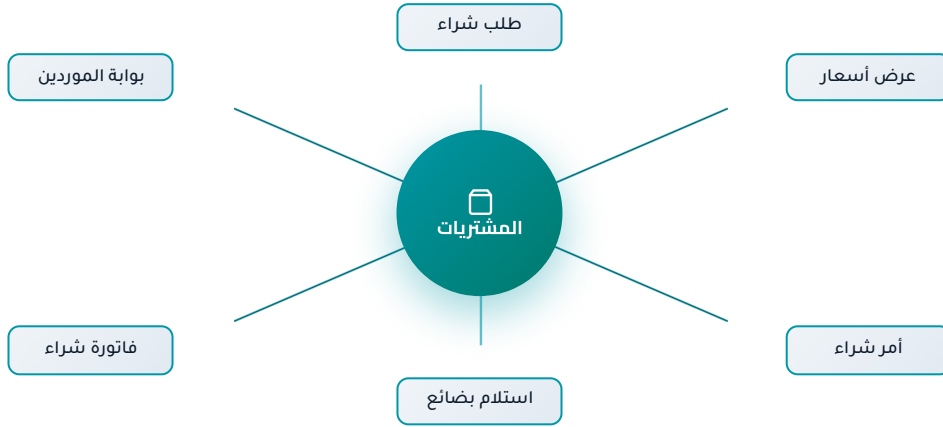 طلب شراء
عرض أسعار
بوابة الموردين
المشتريات
أمر شراء
فاتورة شراء
استلام بضائع